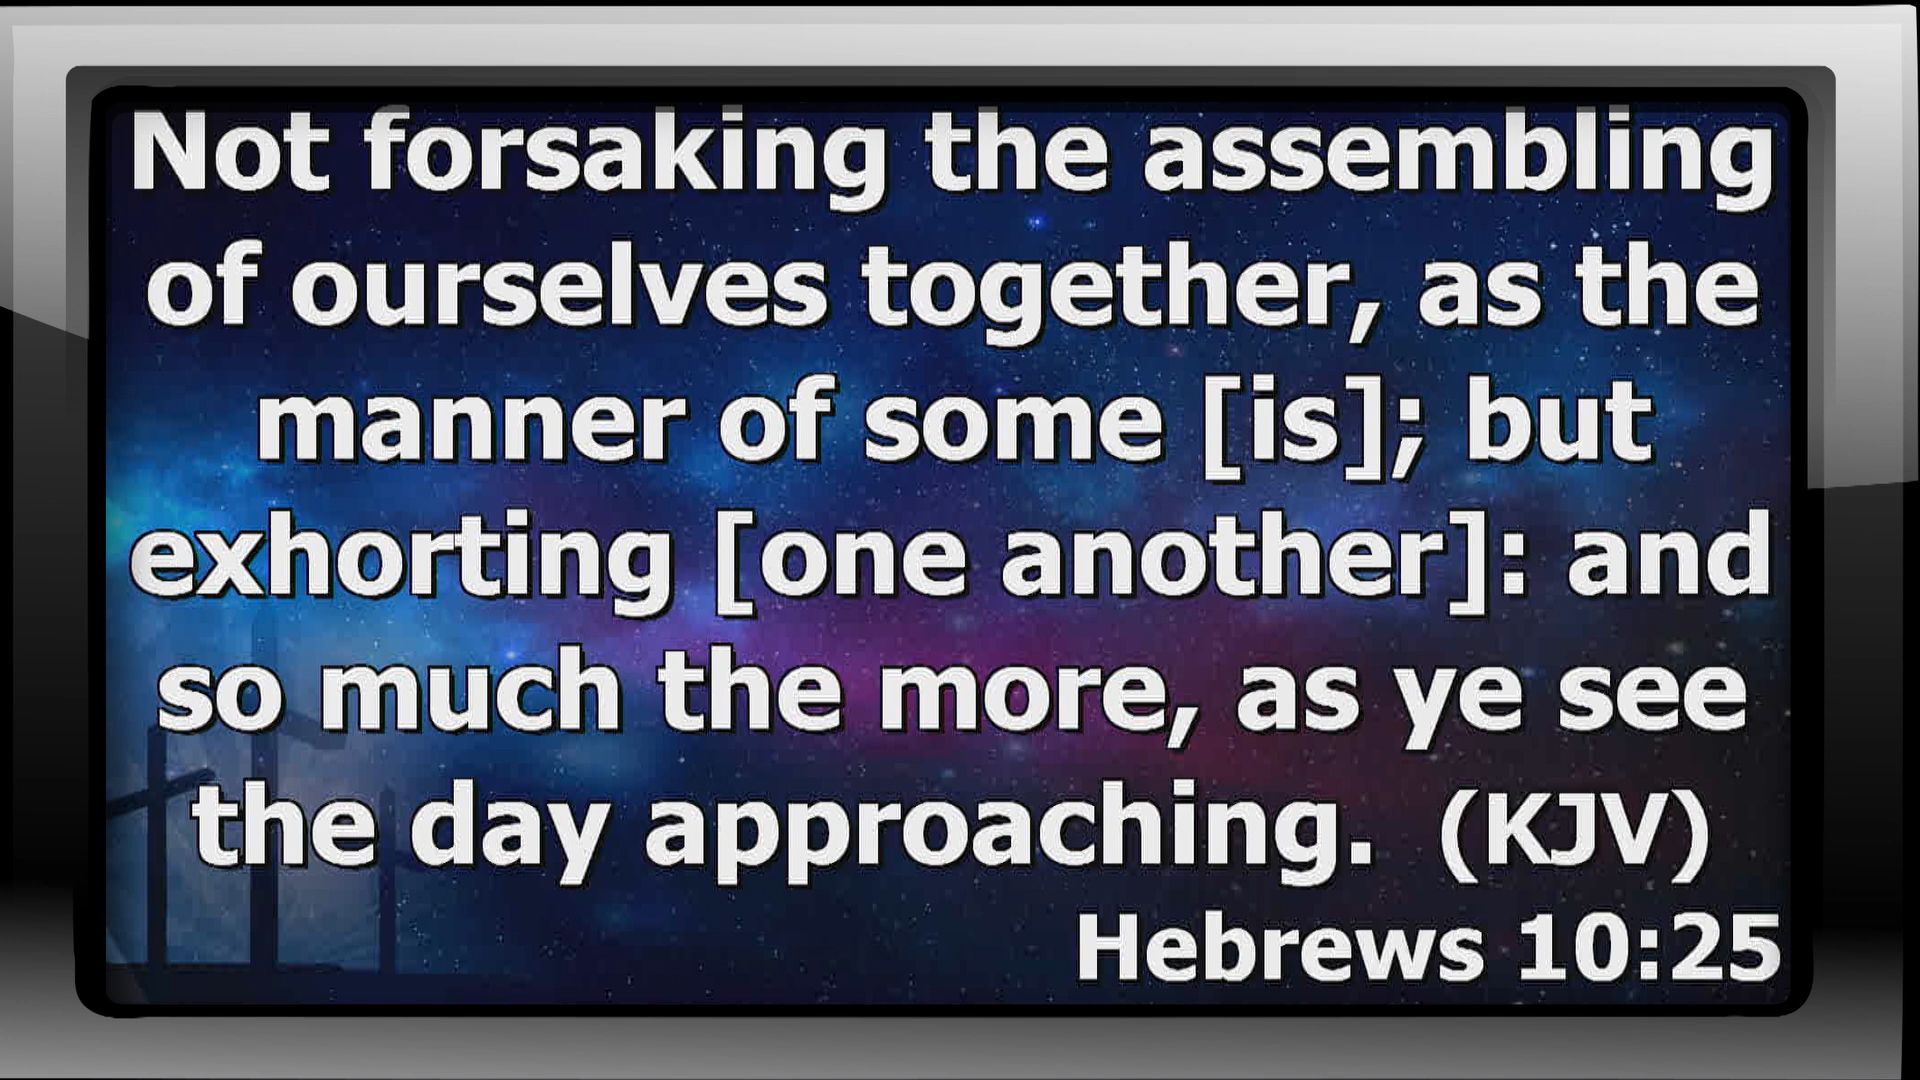 Not forsaking the assembling
of ourselves together, as the
manner of some [is]; but
exhorting [one another]: and
so much the more, as ye see
the day approaching.  (KJV)
Hebrews 10:25